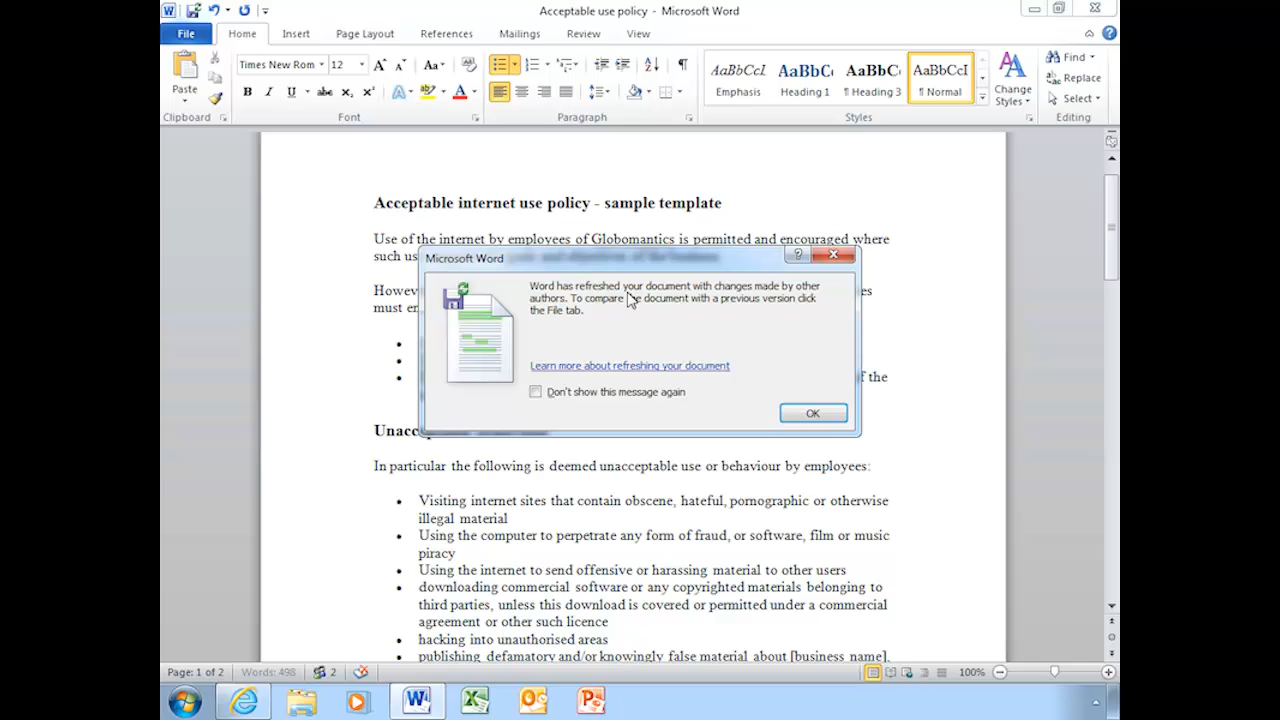 Acceptable use policy - Microsoft Word
File Home Insert Page Layout References Mailings Review View
Times New Rom 12 Aa
Find
Replace
Select
Paste
B I U abc x₂ x² A ab A
AaBbCcI AaBbCc AaBbCc AaBbCcI
Emphasis Heading 1 ¶ Heading 3 ¶ Normal
Change
Styles
Clipboard Font Paragraph Styles Editing
Acceptable internet use policy - sample template
Use of the internet by employees of Globomantics is permitted and encouraged where
such
must
Microsoft Word
Word has refreshed your document with changes made by other
authors. To compare the document with a previous version click
the File tab.
Learn more about refreshing your document
Don't show this message again
OK
of the
In particular the following is deemed unacceptable use or behaviour by employees:
• Visiting internet sites that contain obscene, hateful, pornographic or otherwise
illegal material
• Using the computer to perpetrate any form of fraud, or software, film or music
piracy
• Using the internet to send offensive or harassing material to other users
• downloading commercial software or any copyrighted materials belonging to
third parties, unless this download is covered or permitted under a commercial
agreement or other such licence
• hacking into unauthorised areas
• publishing defamatory and/or knowingly false material about [business name],
Page: 1 of 2 Words: 498 2 100%